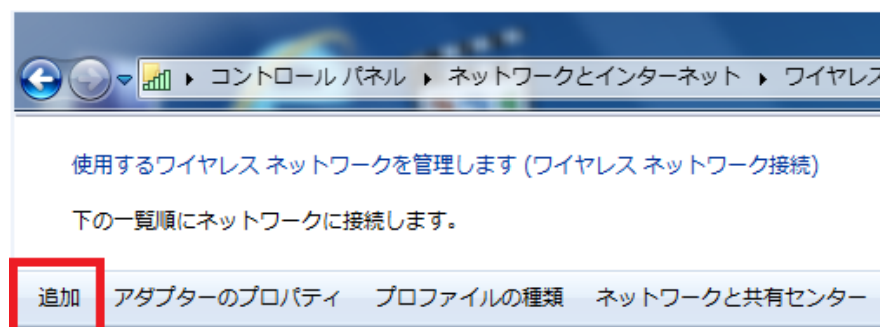 コントロール パネル ▸ ネットワークとインターネット ▸ ワイヤレス
使用するワイヤレス ネットワークを管理します (ワイヤレス ネットワーク接続)
下の一覧順にネットワークに接続します。
追加 アダプターのプロパティ プロファイルの種類 ネットワークと共有センター